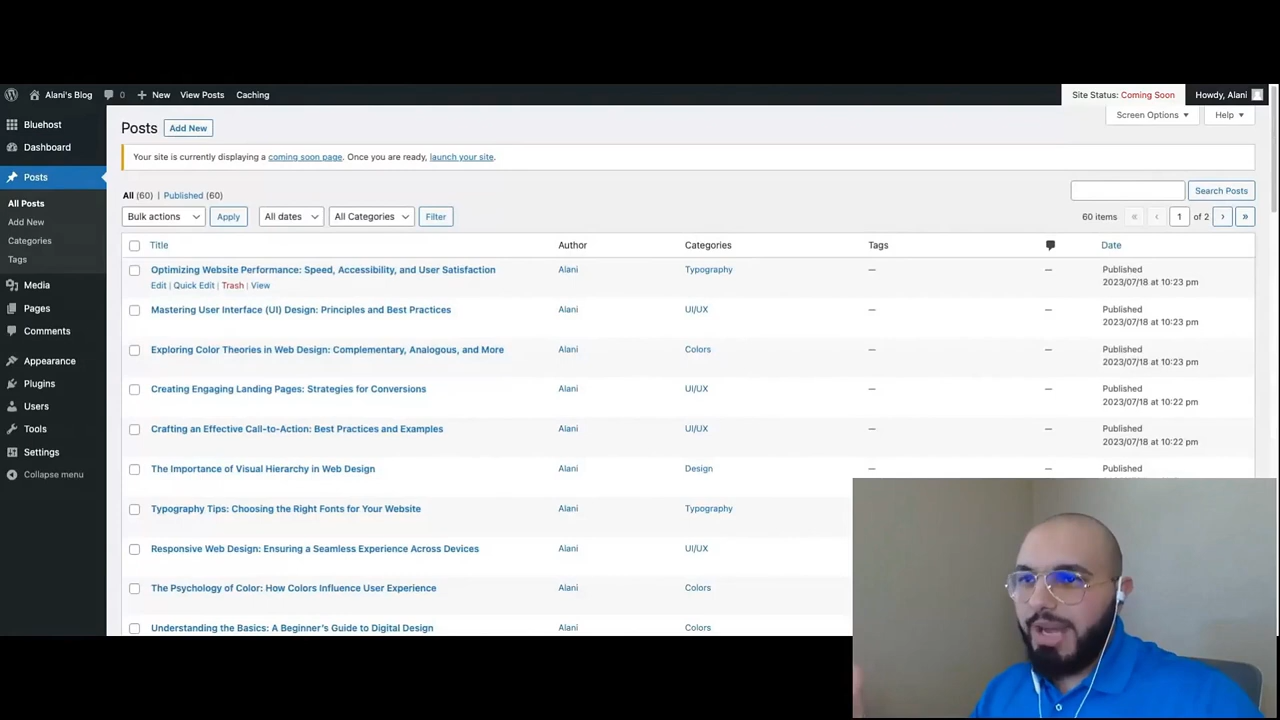 Alani's Blog 0 New View Posts Caching Site Status: Coming Soon Howdy, Alani
Bluehost
Dashboard
Posts
All Posts
Add New
Categories
Tags
Media
Pages
Comments
Appearance
Plugins
Users
Tools
Settings
Collapse menu
Screen Options Help
Posts Add New
Your site is currently displaying a coming soon page. Once you are ready, launch your site.
All (60) | Published (60)
Search Posts
Bulk actions Apply All dates All Categories Filter 60 items « ‹ 1 of 2 › »
Title Author Categories Tags Date
Optimizing Website Performance: Speed, Accessibility, and User Satisfaction Alani Typography — — Published
Edit | Quick Edit | Trash | View 2023/07/18 at 10:23 pm
Mastering User Interface (UI) Design: Principles and Best Practices Alani UI/UX — — Published
2023/07/18 at 10:23 pm
Exploring Color Theories in Web Design: Complementary, Analogous, and More Alani Colors — — Published
2023/07/18 at 10:23 pm
Creating Engaging Landing Pages: Strategies for Conversions Alani UI/UX — — Published
2023/07/18 at 10:22 pm
Crafting an Effective Call-to-Action: Best Practices and Examples Alani UI/UX — — Published
2023/07/18 at 10:22 pm
The Importance of Visual Hierarchy in Web Design Alani Design — — Published
Typography Tips: Choosing the Right Fonts for Your Website Alani Typography
Responsive Web Design: Ensuring a Seamless Experience Across Devices Alani UI/UX
The Psychology of Color: How Colors Influence User Experience Alani Colors
Understanding the Basics: A Beginner's Guide to Digital Design Alani Colors